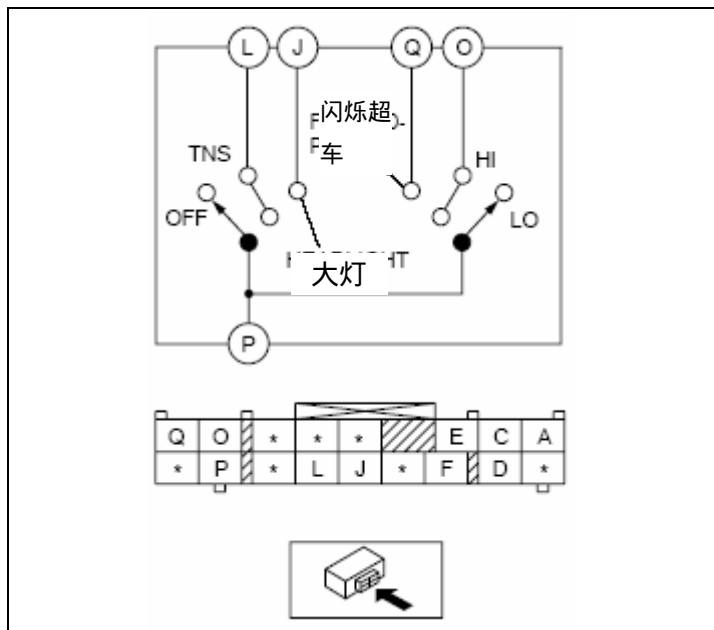 L J Q O
闪烁超
车
TNS
HI
OFF
LO
大灯
P
Q O * * * E C A
* P * L J * F D *